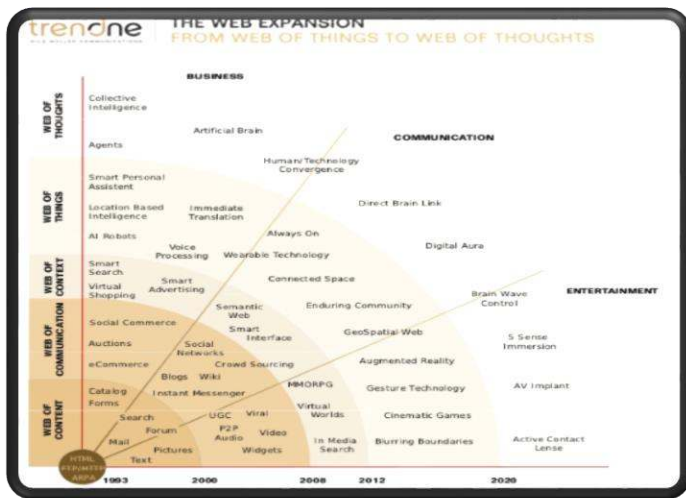 trendone
THE WEB EXPANSION
FROM WEB OF THINGS TO WEB OF THOUGHTS
BUSINESS
COMMUNICATION
ENTERTAINMENT
WEB OF
THOUGHTS
Collective
Intelligence
Artificial Brain
Agents
Human/Technology
Convergence
Direct Brain Link
Digital Aura
Brain Wave
Control
5 Sense
Immersion
AV Implant
Active Contact
Lense
WEB OF
THINGS
Smart Personal
Assistent
Location Based
Intelligence
Immediate
Translation
AI Robots
Always On
Voice
Processing
Wearable Technology
Connected Space
Enduring Community
GeoSpatial Web
Augmented Reality
Gesture Technology
Cinematic Games
Blurring Boundaries
WEB OF
CONTEXT
Smart
Search
Virtual
Shopping
Smart
Advertising
Semantic
Web
Smart
Interface
MMORPG
Virtual
Worlds
In Media
Search
WEB OF
COMMUNICATION
Social Commerce
Auctions
Social
Networks
eCommerce
Crowd Sourcing
Blogs
Wiki
Instant Messenger
UGC
Viral
P2P
Audio
Video
Widgets
WEB OF
CONTENT
Catalog
Forms
Search
Forum
Mail
Pictures
Text
HTML
ARPA
1993
2000
2008
2012
2020